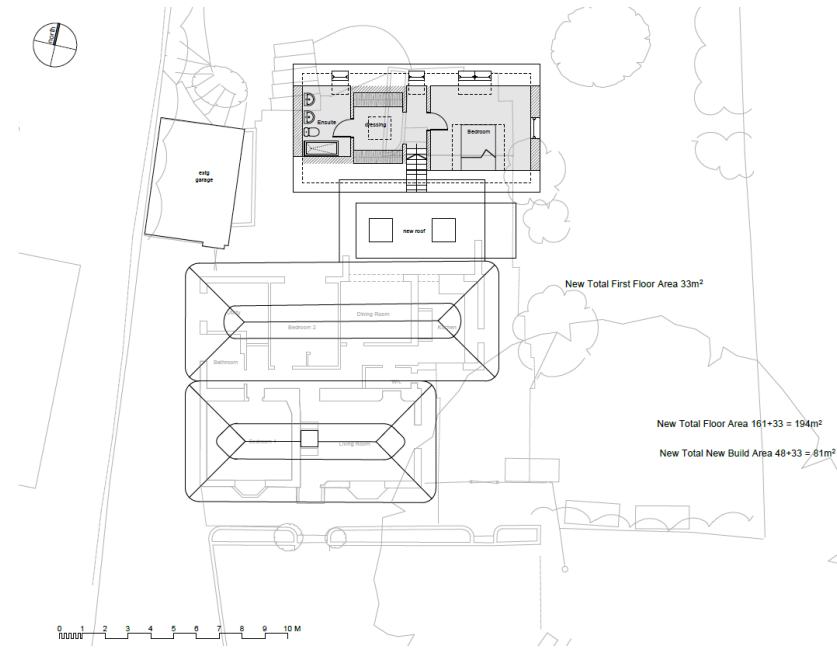 north
Ensuite
dressing
Bedroom
extg
garage
new roof
New Total First Floor Area 33m²
Dining Room
Bedroom 2
Kitchen
Bathroom
W.C
New Total Floor Area 161+33 = 194m²
Living Room
New Total New Build Area 48+33 = 81m²
0 1 2 3 4 5 6 7 8 9 10 M